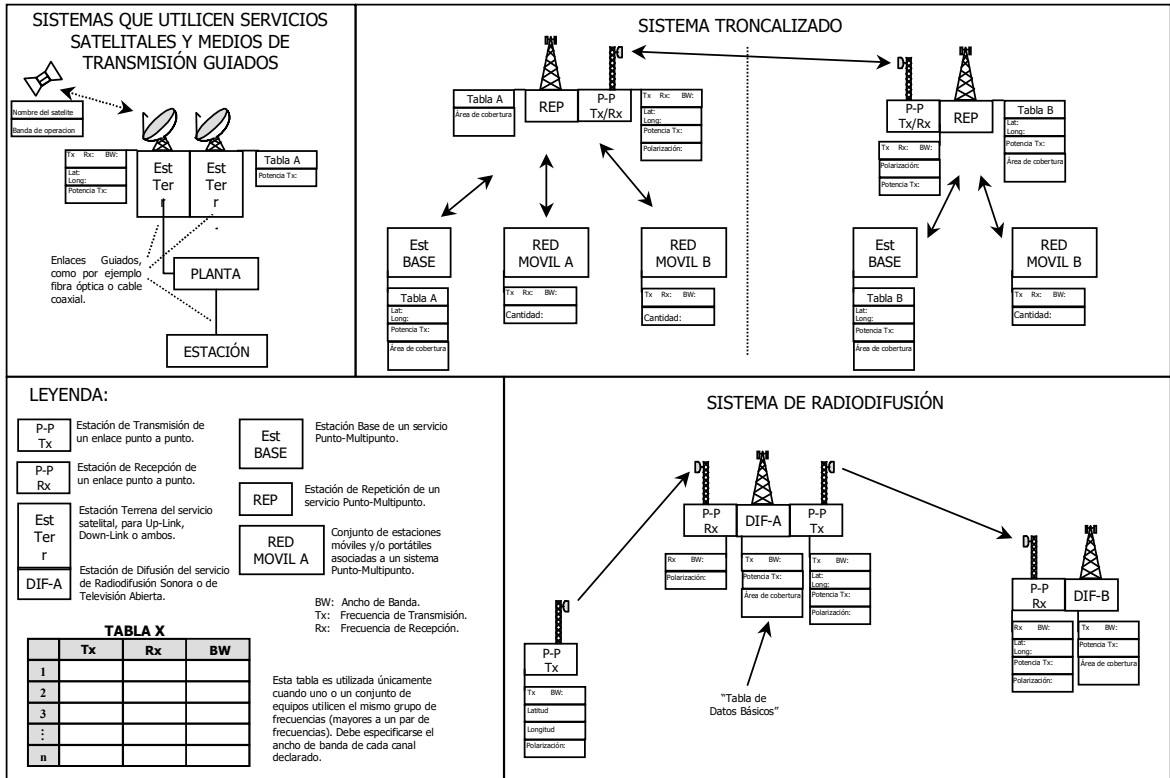 SISTEMAS QUE UTILICEN SERVICIOS
SATELITALES Y MEDIOS DE
TRANSMISIÓN GUIADOS
Nombre del satelite
Banda de operacion
Tx Rx: BW:
Lat:
Long:
Potencia Tx:
Est
Ter
r
Est
Ter
r
.
Tabla A
Potencia Tx:
Enlaces Guiados,
como por ejemplo
fibra óptica o cable
coaxial.
PLANTA
ESTACIÓN
SISTEMA TRONCALIZADO
Tabla A
Área de cobertura
REP
P-P
Tx/Rx
Tx Rx: BW:
Lat:
Long:
Potencia Tx:
Polarización:
P-P
Tx/Rx
REP
Tx Rx: BW:
Polarización:
Potencia Tx:
Tabla B
Lat:
Long:
Potencia Tx:
Área de cobertura
Est
BASE
Tabla A
Lat:
Long:
Potencia Tx:
Área de cobertura
RED
MOVIL A
Tx Rx: BW:
Cantidad:
RED
MOVIL B
Tx Rx: BW:
Cantidad:
Est
BASE
Tabla B
Lat:
Long:
Potencia Tx:
Área de cobertura
RED
MOVIL B
Tx Rx: BW:
Cantidad:
LEYENDA:
P-P
Tx
Estación de Transmisión de
un enlace punto a punto.
P-P
Rx
Estación de Recepción de
un enlace punto a punto.
Est
Ter
r
Estación Terrena del servicio
satelital, para Up-Link,
Down-Link o ambos.
DIF-A
Estación de Difusión del servicio
de Radiodifusión Sonora o de
Televisión Abierta.
Est
BASE
Estación Base de un servicio
Punto-Multipunto.
REP
Estación de Repetición de un
servicio Punto-Multipunto.
RED
MOVIL A
Conjunto de estaciones
móviles y/o portátiles
asociadas a un sistema
Punto-Multipunto.
BW: Ancho de Banda.
Tx: Frecuencia de Transmisión.
Rx: Frecuencia de Recepción.
TABLA X
Tx Rx BW
1
2
3
⋮
n
Esta tabla es utilizada únicamente
cuando uno o un conjunto de
equipos utilicen el mismo grupo de
frecuencias (mayores a un par de
frecuencias). Debe especificarse el
ancho de banda de cada canal
declarado.
SISTEMA DE RADIODIFUSIÓN
P-P
Tx
Tx BW:
Latitud
Longitud
Polarización:
P-P
Rx
DIF-A
P-P
Tx
Rx BW:
Polarización:
Tx BW:
Potencia Tx:
Área de cobertura
Tx BW:
Lat:
Long:
Potencia Tx:
Polarización:
"Tabla de
Datos Básicos"
P-P
Rx
DIF-B
Rx BW:
Lat:
Long:
Potencia Tx:
Polarización:
Tx BW:
Potencia Tx:
Área de cobertura